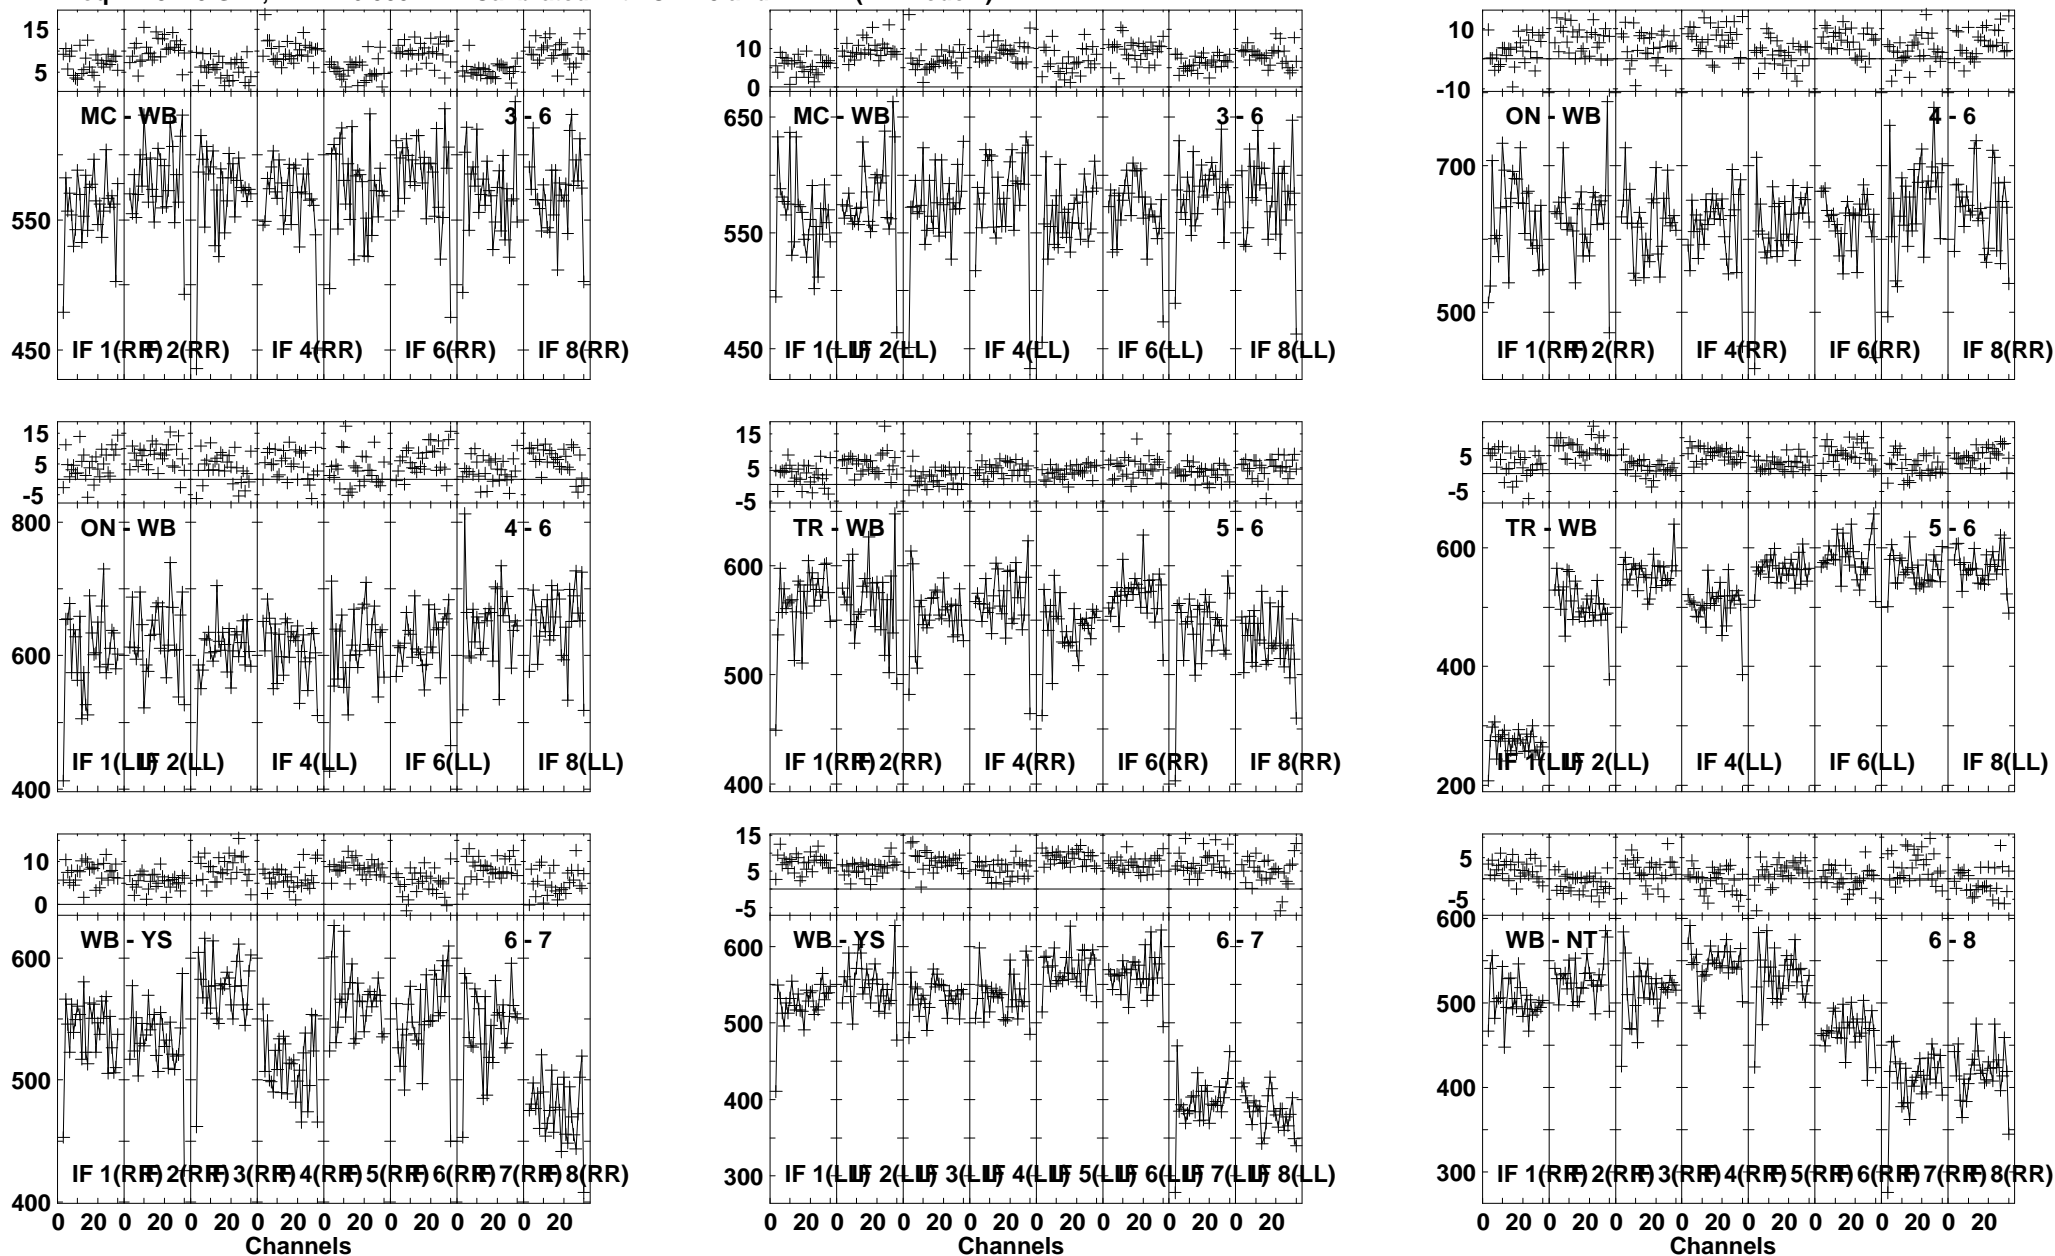 15
5
MC - WB
3 - 6
550
450
IF 1(RR)
IF 2(RR)
IF 4(RR)
IF 6(RR)
IF 8(RR)
10
0
650
MC - WB
3 - 6
550
450
IF 1(LL)
IF 2(LL)
IF 4(LL)
IF 6(LL)
IF 8(LL)
10
-10
ON - WB
4 - 6
700
500
IF 1(RR)
IF 2(RR)
IF 4(RR)
IF 6(RR)
IF 8(RR)
15
5
-5
800
ON - WB
4 - 6
600
400
IF 1(LL)
IF 2(LL)
IF 4(LL)
IF 6(LL)
IF 8(LL)
15
5
-5
TR - WB
5 - 6
600
500
400
IF 1(RR)
IF 2(RR)
IF 4(RR)
IF 6(RR)
IF 8(RR)
5
-5
TR - WB
5 - 6
600
400
200
IF 1(LL)
IF 2(LL)
IF 4(LL)
IF 6(LL)
IF 8(LL)
10
0
WB - YS
6 - 7
600
500
400
IF 1(RR)
IF 2(RR)
IF 3(RR)
IF 4(RR)
IF 5(RR)
IF 6(RR)
IF 7(RR)
IF 8(RR)
0 20 0 20 0 20 0 20 0 20 0 20 0 20 0 20
Channels
15
5
-5
WB - YS
6 - 7
600
500
400
300
IF 1(LL)
IF 2(LL)
IF 3(LL)
IF 4(LL)
IF 5(LL)
IF 6(LL)
IF 7(LL)
IF 8(LL)
0 20 0 20 0 20 0 20 0 20 0 20 0 20 0 20
Channels
5
-5
600
WB - NT
6 - 8
500
400
300
IF 1(RR)
IF 2(RR)
IF 3(RR)
IF 4(RR)
IF 5(RR)
IF 6(RR)
IF 7(RR)
IF 8(RR)
0 20 0 20 0 20 0 20 0 20 0 20 0 20 0 20
Channels